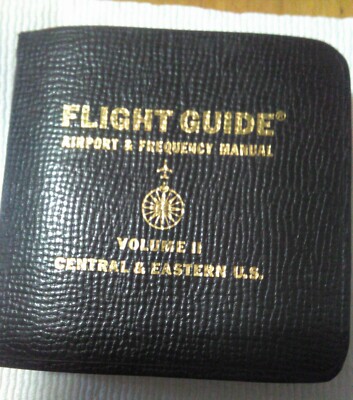 FLIGHT GUIDE®
AIRPORT & FREQUENCY MANUAL
VOLUME II
CENTRAL & EASTERN U.S.